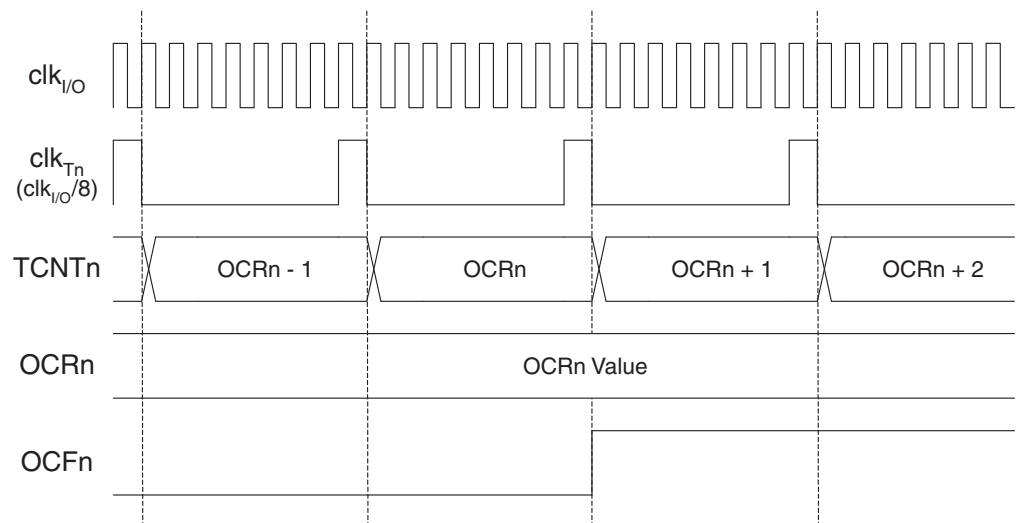 clkI/O
clkTn
(clkI/O/8)
TCNTn
OCRn - 1
OCRn
OCRn + 1
OCRn + 2
OCRn
OCRn Value
OCFn